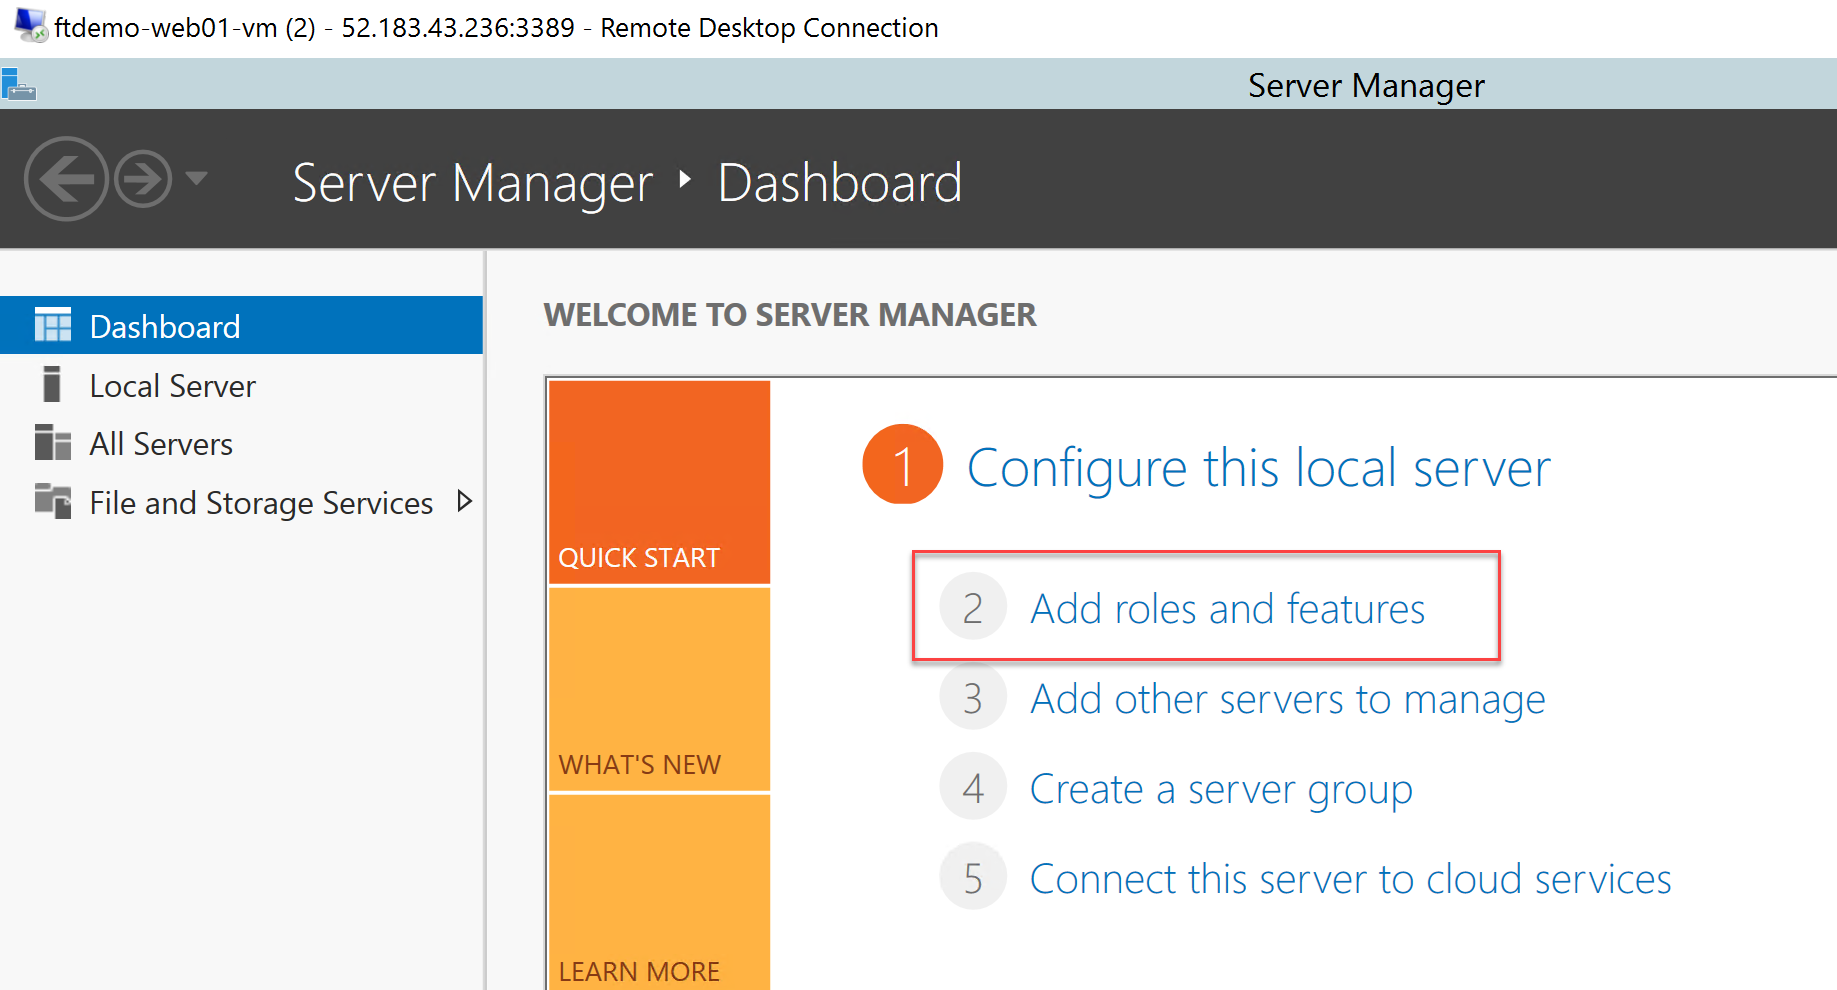 ftdemo-web01-vm (2) - 52.183.43.236:3389 - Remote Desktop Connection
Server Manager
Server Manager ‣ Dashboard
Dashboard
Local Server
All Servers
File and Storage Services
WELCOME TO SERVER MANAGER
QUICK START
WHAT'S NEW
LEARN MORE
1 Configure this local server
2 Add roles and features
3 Add other servers to manage
4 Create a server group
5 Connect this server to cloud services